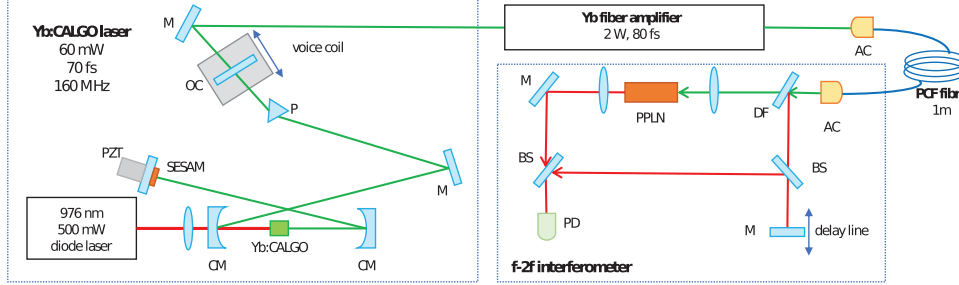 Yb:CALGO laser
60 mW
70 fs
160 MHz
M
voice coil
OC
P
PZT
SESAM
M
976 nm
500 mW
diode laser
CM
Yb:CALGO
CM
Yb fiber amplifier
2 W, 80 fs
AC
PCF fibr
1m
M
PPLN
DF
AC
BS
BS
PD
M
delay line
f-2f interferometer